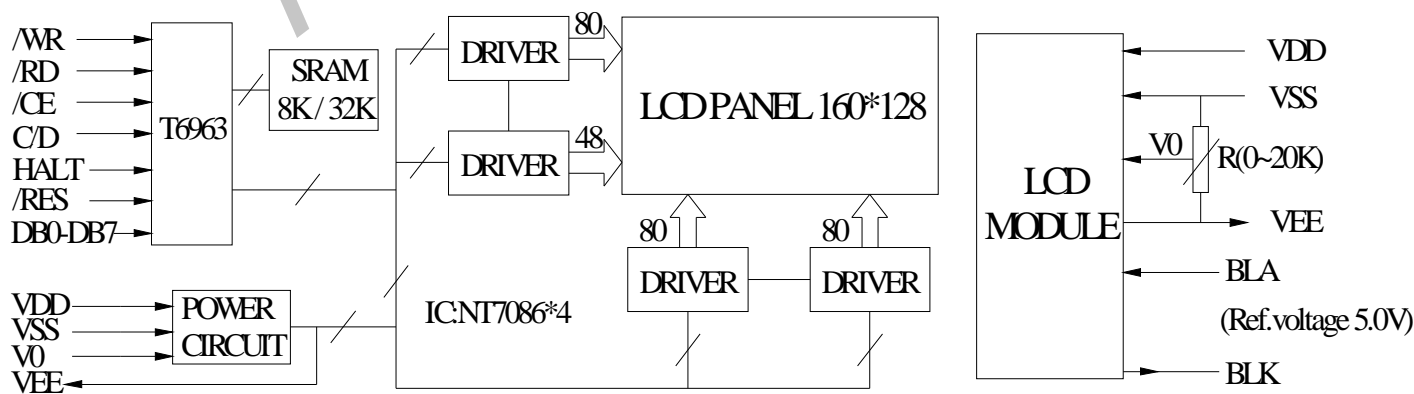 /WR
/RD
/CE
C/D
HALT
/RES
DB0-DB7
T6963
SRAM
8K / 32K
DRIVER
80
DRIVER
48
LCD PANEL 160*128
80
80
DRIVER
DRIVER
IC:NT7086*4
VDD
VSS
V0
VEE
POWER
CIRCUIT
LCD
MODULE
VDD
VSS
V0
R(0~20K)
VEE
BLA
(Ref.voltage 5.0V)
BLK